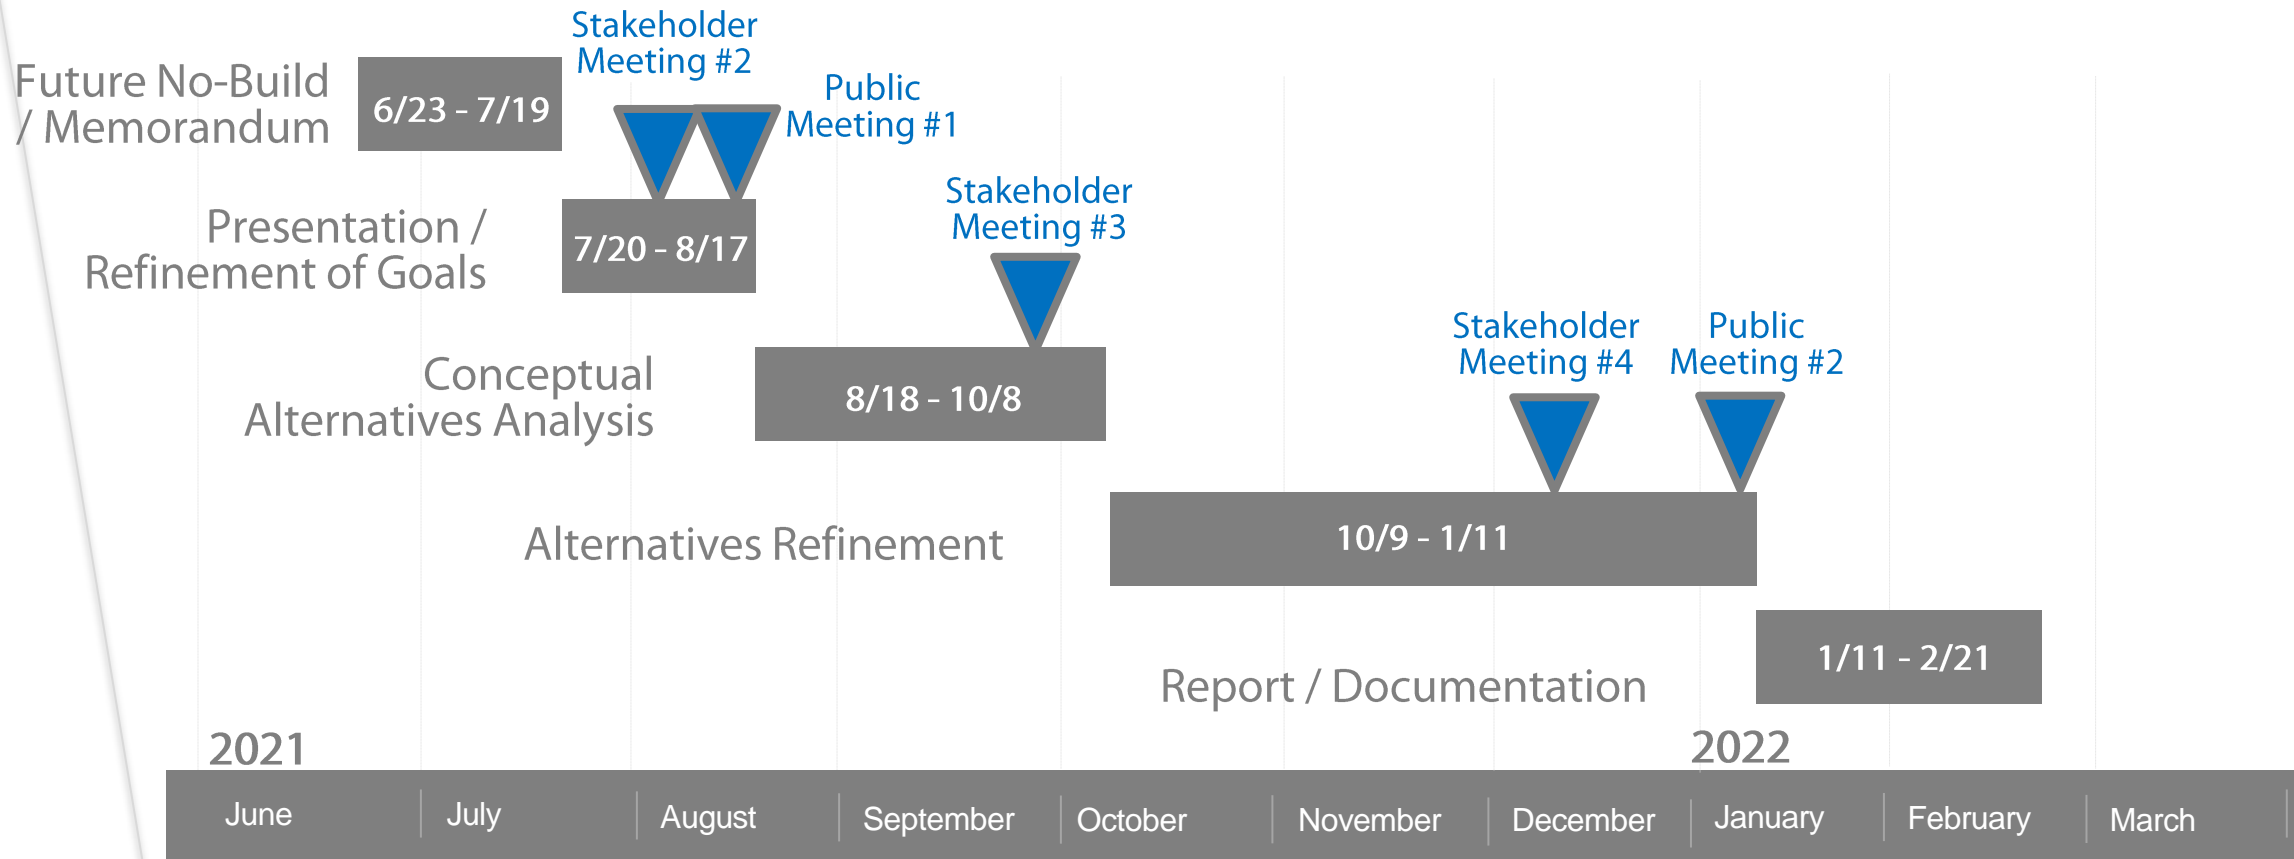 Stakeholder
Meeting #2
Future No-Build
/ Memorandum
6/23 - 7/19
Public
Meeting #1
Stakeholder
Meeting #3
Presentation /
Refinement of Goals
7/20 - 8/17
Stakeholder
Meeting #4
Public
Meeting #2
Conceptual
Alternatives Analysis
8/18 - 10/8
Alternatives Refinement
10/9 - 1/11
Report / Documentation
1/11 - 2/21
2021
2022
June
July
August
September
October
November
December
January
February
March